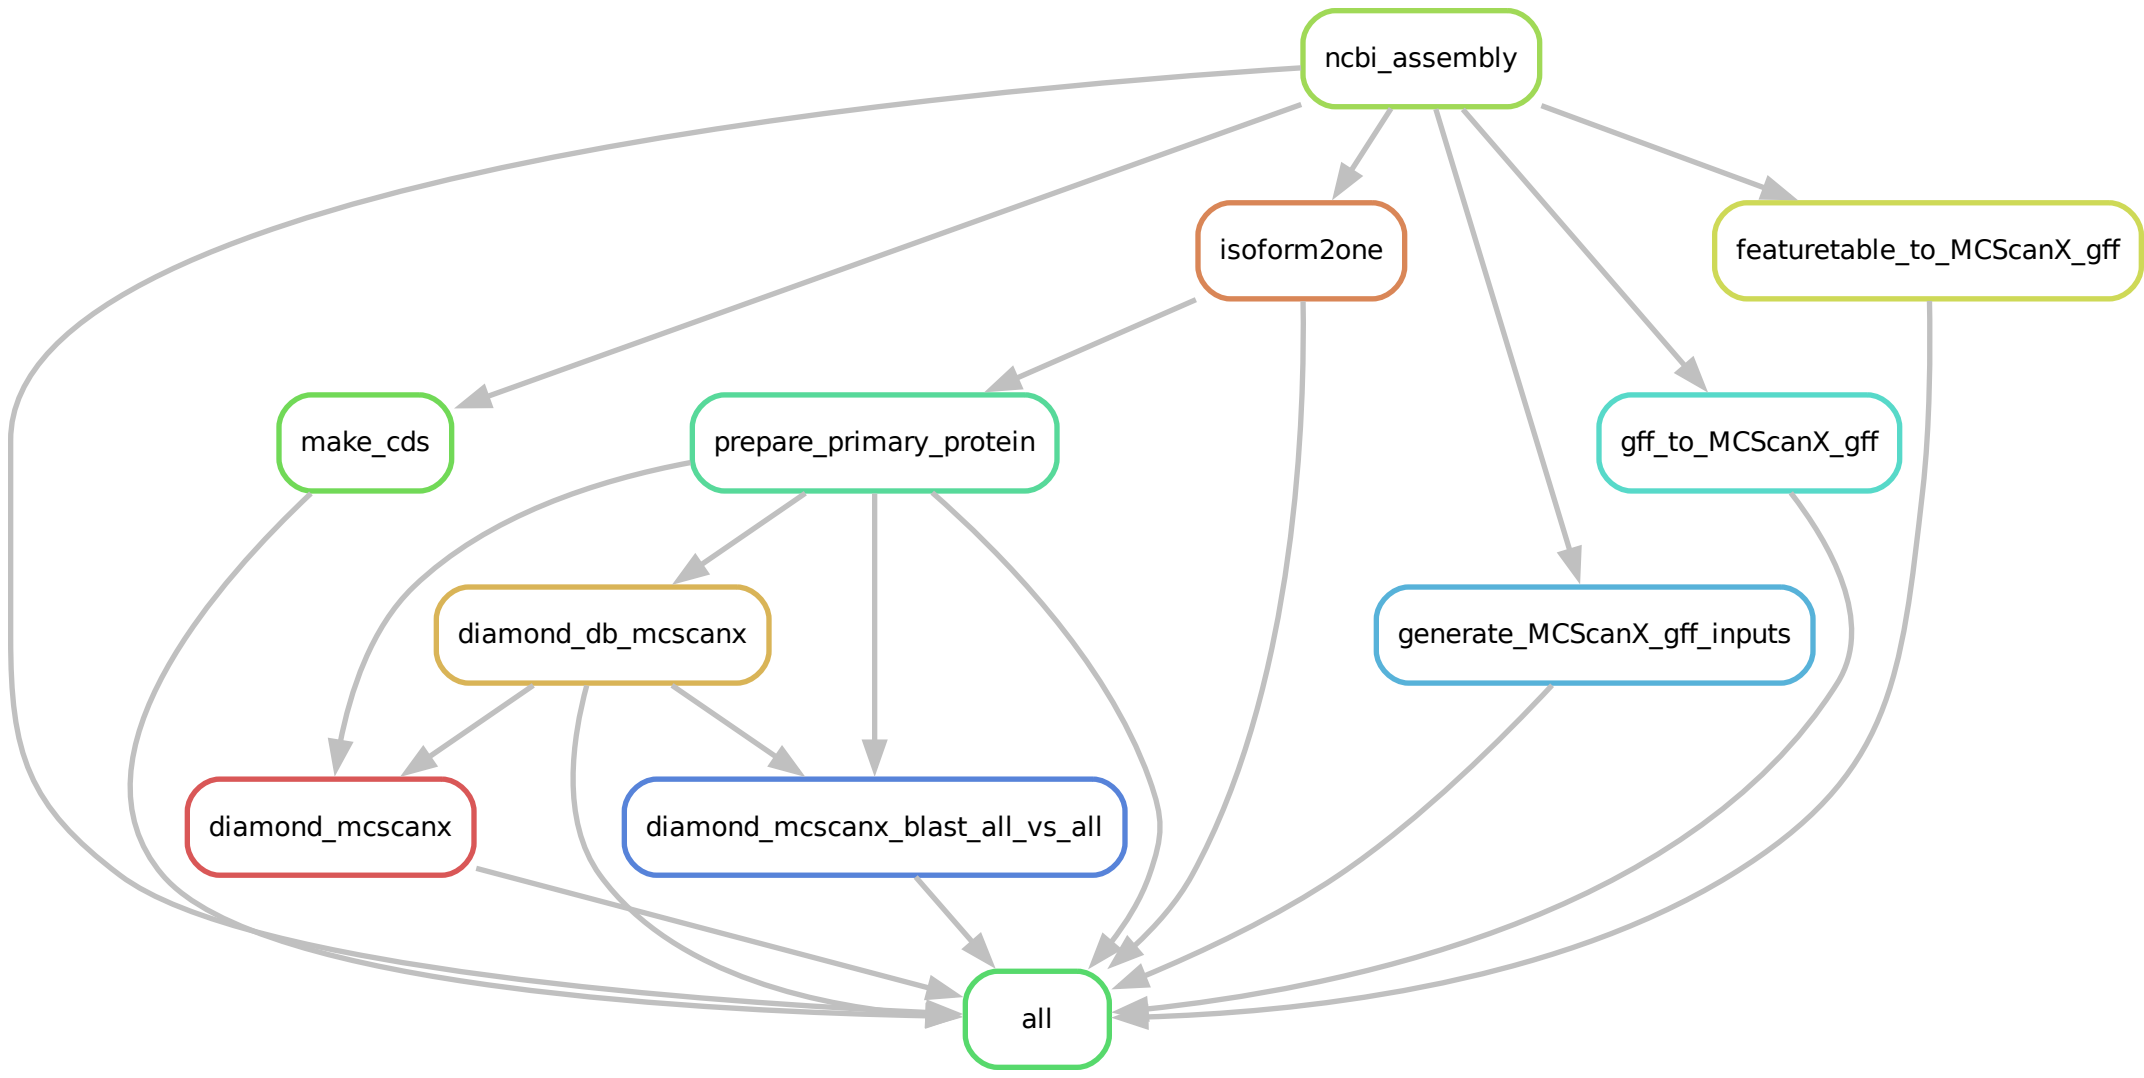 ncbi_assembly
isoform2one
featuretable_to_MCScanX_gff
make_cds
prepare_primary_protein
gff_to_MCScanX_gff
diamond_db_mcscanx
generate_MCScanX_gff_inputs
diamond_mcscanx
diamond_mcscanx_blast_all_vs_all
all